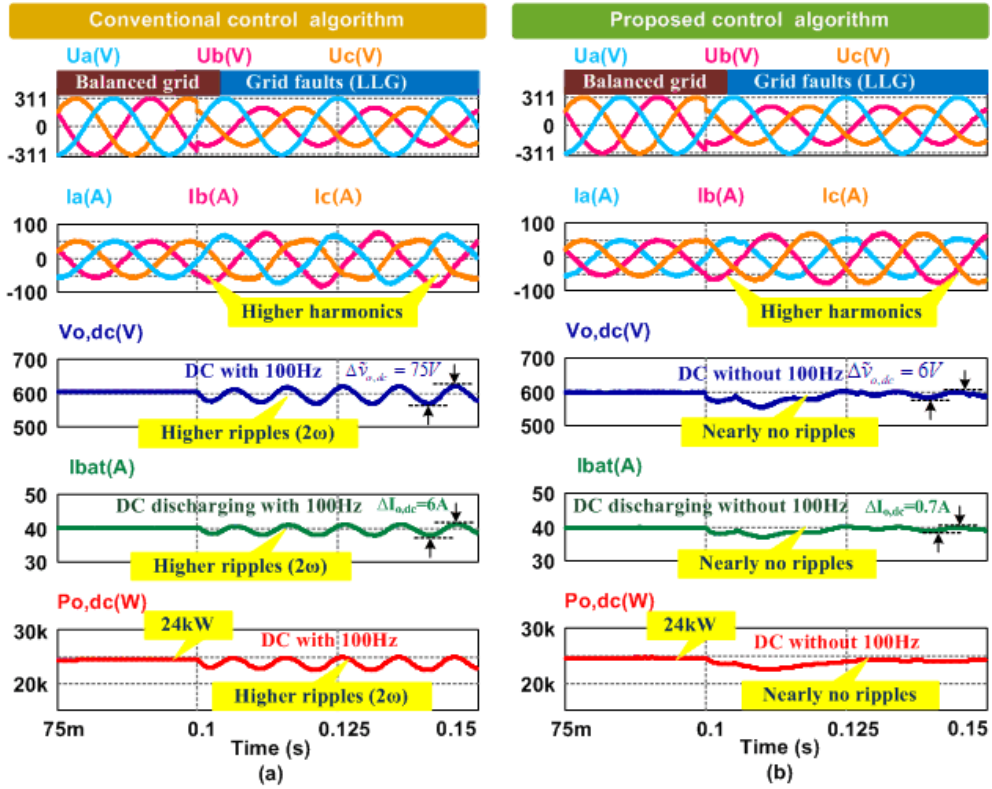 Conventional control algorithm
Ua(V) Ub(V) Uc(V)
Balanced grid Grid faults (LLG)
311
0
-311
Ia(A) Ib(A) Ic(A)
100
0
-100
Higher harmonics
Vo,dc(V)
700
600
500
DC with 100Hz Δṽo,dc = 75V
Higher ripples (2ω)
Ibat(A)
50
40
30
DC discharging with 100Hz ΔIo,dc=6A
Higher ripples (2ω)
Po,dc(W)
24kW
30k
20k
DC with 100Hz
Higher ripples (2ω)
75m 0.1 0.125 0.15
Time (s)
(a)
Proposed control algorithm
Ua(V) Ub(V) Uc(V)
Balanced grid Grid faults (LLG)
311
0
-311
Ia(A) Ib(A) Ic(A)
100
0
-100
Higher harmonics
Vo,dc(V)
700
600
500
DC without 100Hz Δṽo,dc = 6V
Nearly no ripples
Ibat(A)
50
40
30
DC discharging without 100Hz ΔIo,dc=0.7A
Nearly no ripples
Po,dc(W)
24kW
30k
20k
DC without 100Hz
Nearly no ripples
75m 0.1 0.125 0.15
Time (s)
(b)